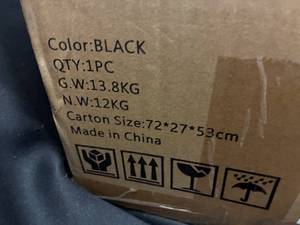 Color:BLACK
QTY:1PC
G.W:13.8KG
N.W:12KG
Carton Size:72*27*53cm
Made in China